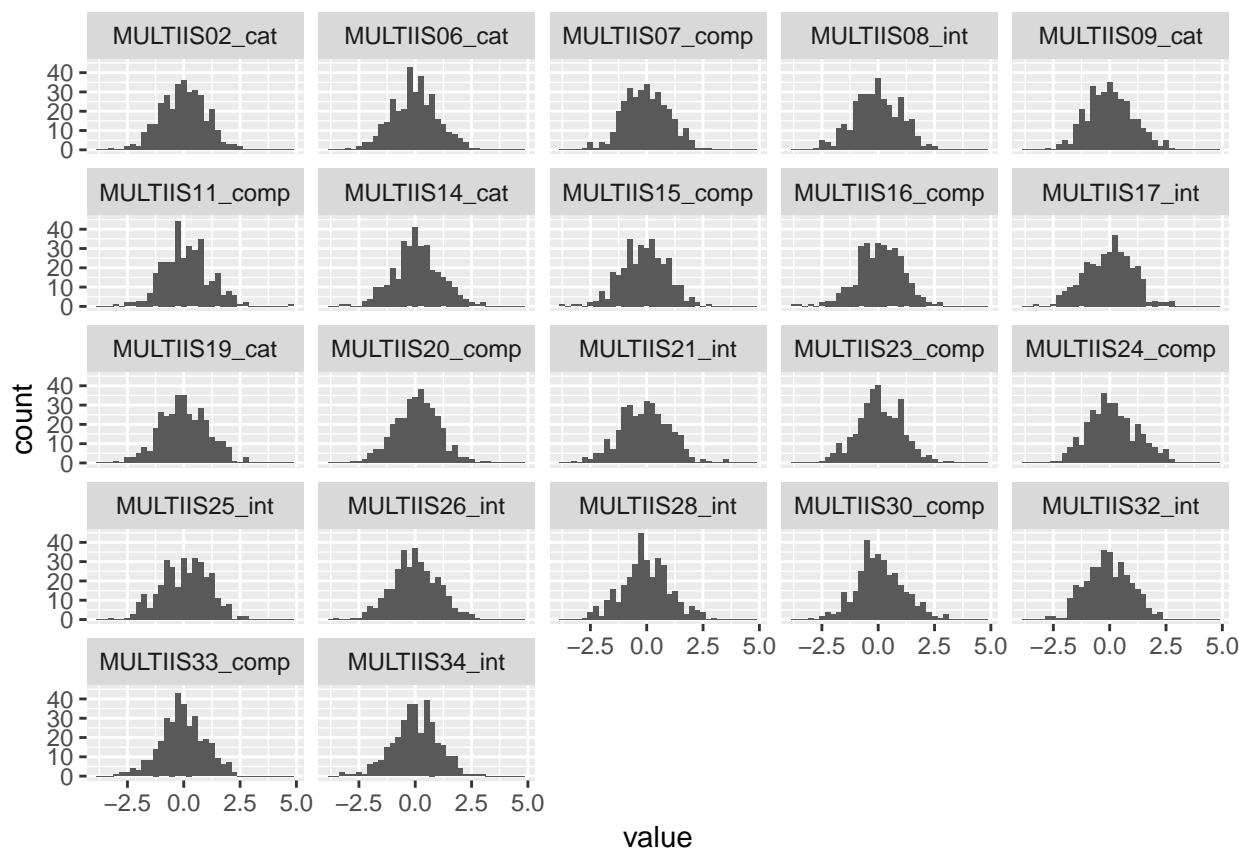 MULTIIS02_cat MULTIIS06_cat MULTIIS07_comp MULTIIS08_int MULTIIS09_cat
40
30
20
10
0
MULTIIS11_comp MULTIIS14_cat MULTIIS15_comp MULTIIS16_comp MULTIIS17_int
40
30
20
10
0
MULTIIS19_cat MULTIIS20_comp MULTIIS21_int MULTIIS23_comp MULTIIS24_comp
40
30
20
10
0
count
MULTIIS25_int MULTIIS26_int MULTIIS28_int MULTIIS30_comp MULTIIS32_int
40
30
20
10
0
−2.5 0.0 2.5 5.0 −2.5 0.0 2.5 5.0 −2.5 0.0 2.5 5.0
MULTIIS33_comp MULTIIS34_int
40
30
20
10
0
−2.5 0.0 2.5 5.0 −2.5 0.0 2.5 5.0
value